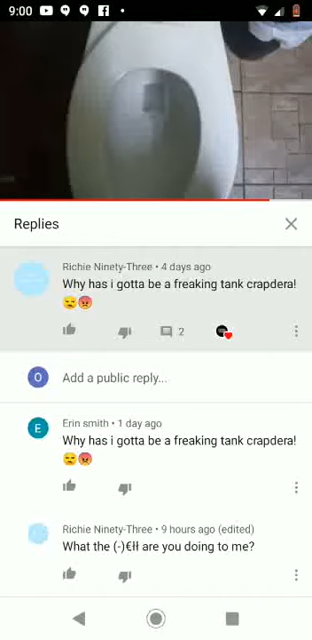 9:00
Replies
Richie Ninety-Three • 4 days ago
Why has i gotta be a freaking tank crapdera!
😒😡
2
O
Add a public reply...
E
Erin smith • 1 day ago
Why has i gotta be a freaking tank crapdera!
😒😡
Richie Ninety-Three • 9 hours ago (edited)
What the (-)€łł are you doing to me?